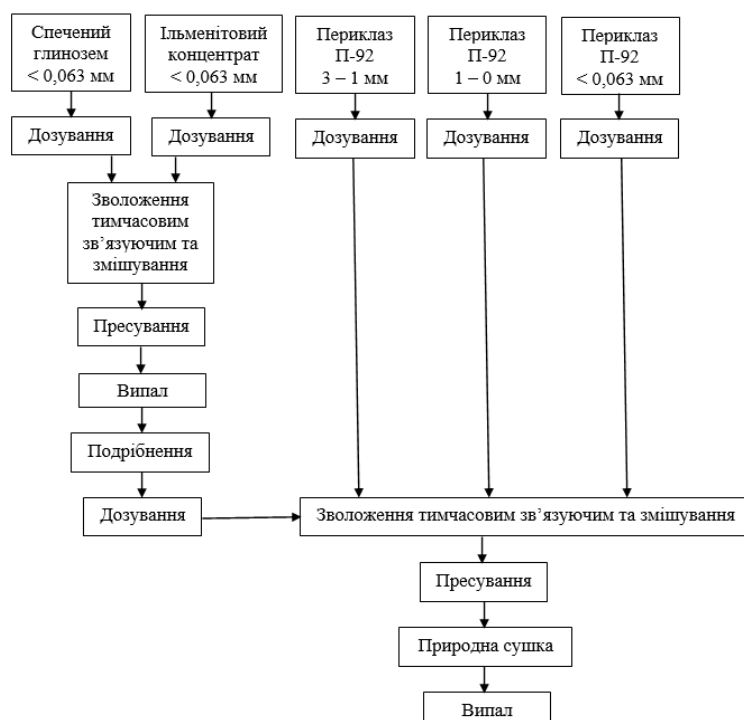 Спечений
глинозем
< 0,063 мм
Ільменітовий
концентрат
< 0,063 мм
Периклаз
П-92
3 – 1 мм
Периклаз
П-92
1 – 0 мм
Периклаз
П-92
< 0,063 мм
Дозування
Дозування
Дозування
Дозування
Дозування
Зволоження
тимчасовим
зв’язуючим та
змішування
Пресування
Випал
Подрібнення
Дозування
Зволоження тимчасовим зв’язуючим та змішування
Пресування
Природна сушка
Випал